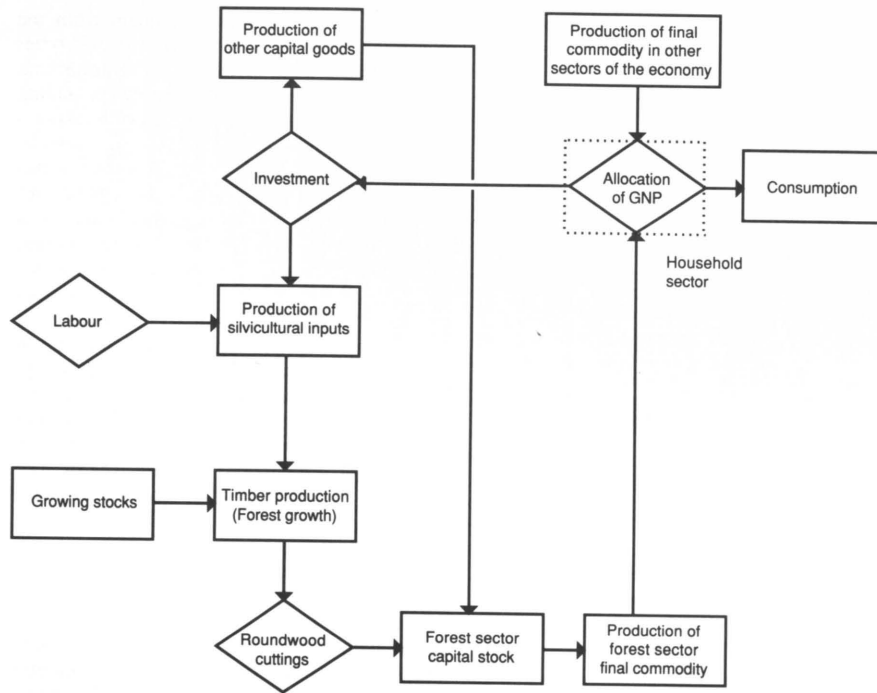 Production of
other capital goods
Production of final
commodity in other
sectors of the economy
Investment
Allocation
of GNP
Consumption
Household
sector
Labour
Production of
silvicultural inputs
Growing stocks
Timber production
(Forest growth)
Roundwood
cuttings
Forest sector
capital stock
Production of
forest sector
final commodity